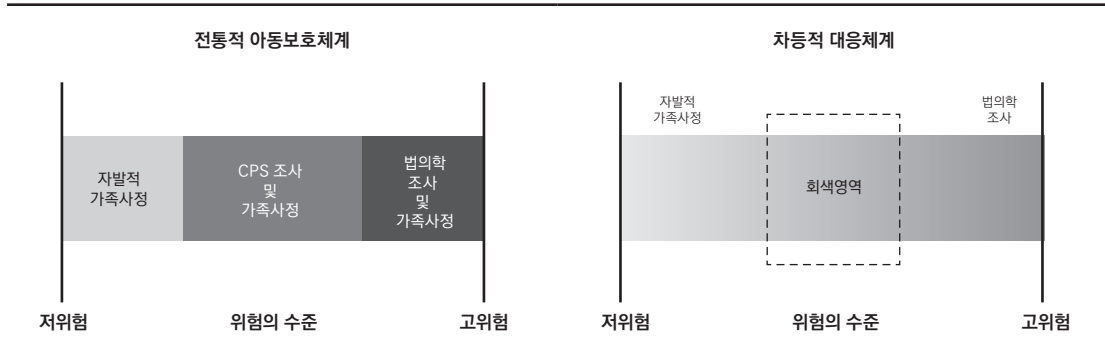 전통적 아동보호체계
자발적
가족사정
CPS 조사
및
가족사정
법의학
조사
및
가족사정
저위험
위험의 수준
고위험
차등적 대응체계
자발적
가족사정
법의학
조사
회색영역
저위험
위험의 수준
고위험